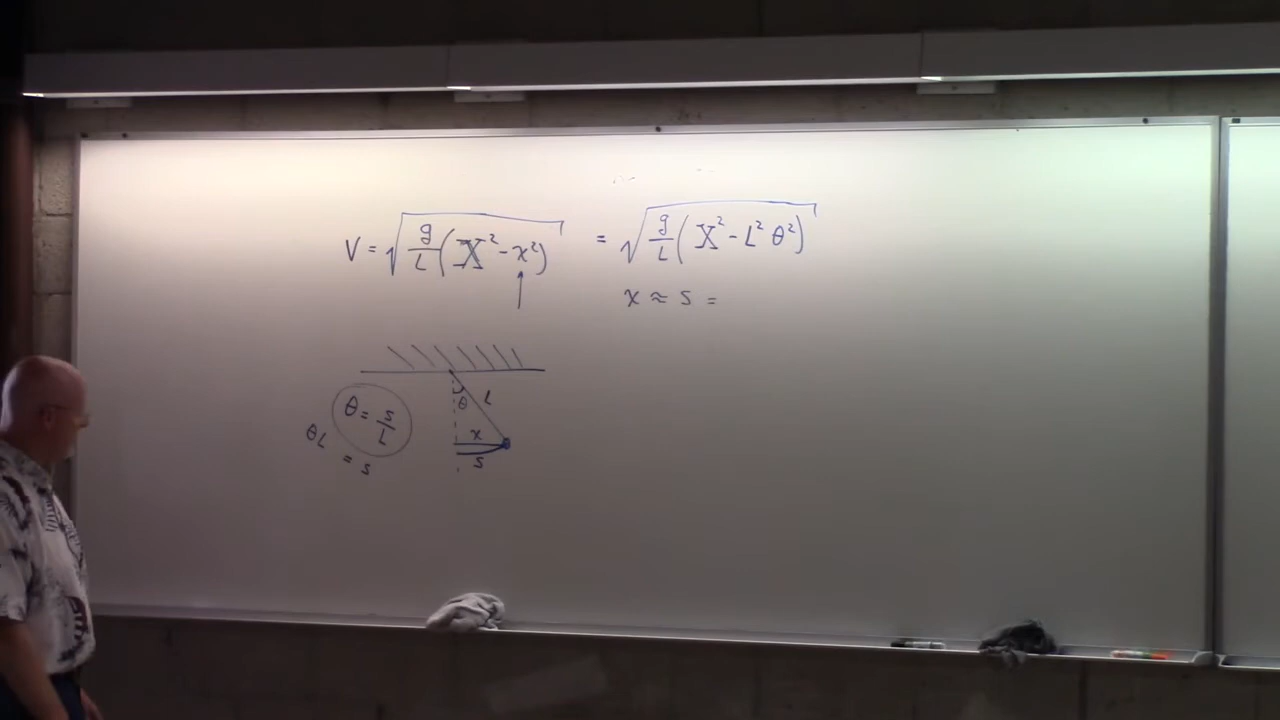 V = √(g/L (X² - x²)) = √(g/L (X² - L² θ²))
x ≈ s =
θ L
θ = s/L
x
θL = s
s